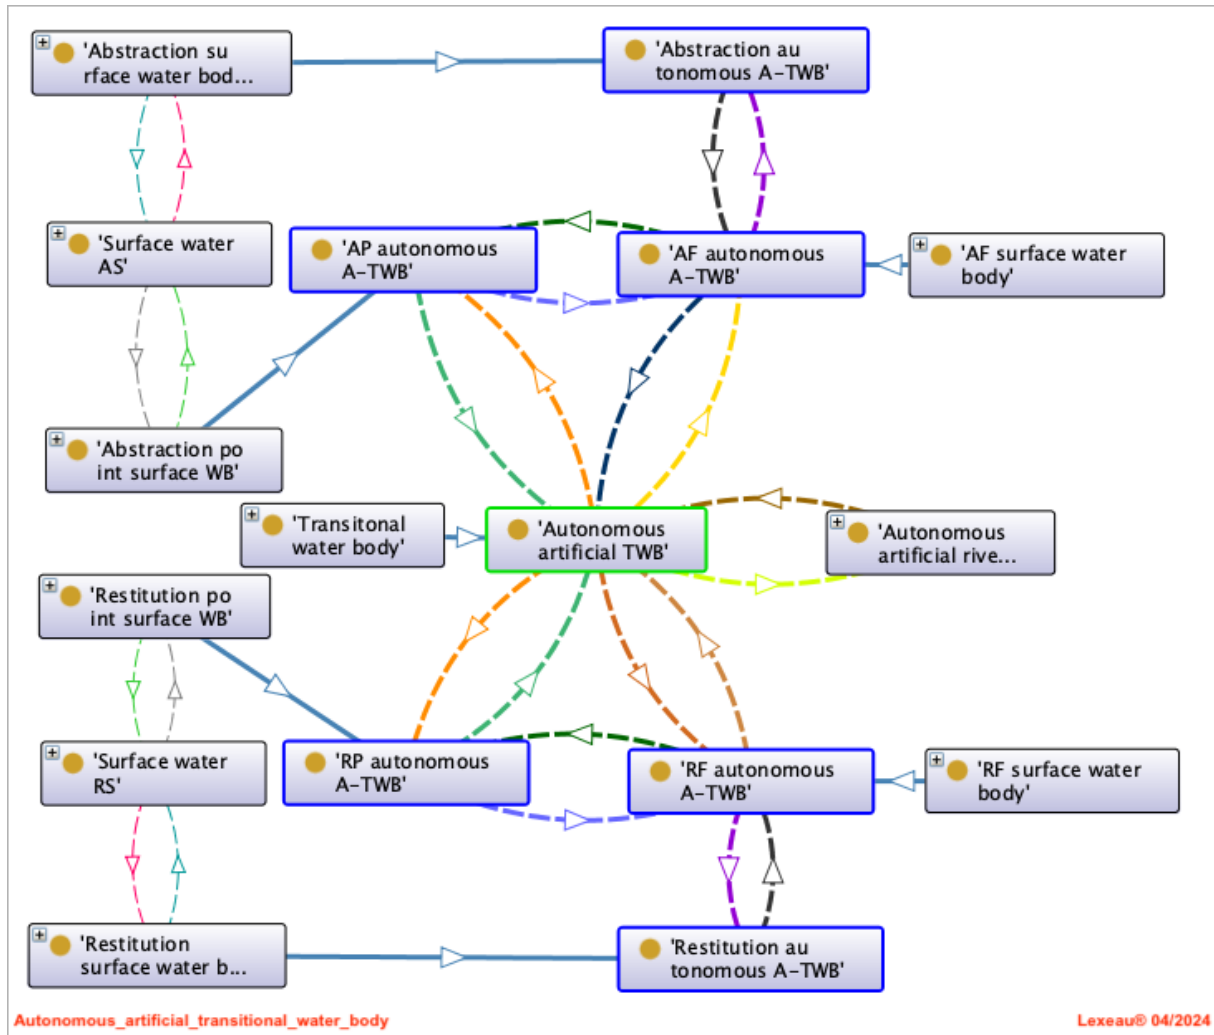 'Abstraction su
rface water bod...
'Abstraction au
tonomous A-TWB'
'Surface water
AS'
'AP autonomous
A-TWB'
'AF autonomous
A-TWB'
'AF surface water
body'
'Abstraction po
int surface WB'
'Transitonal
water body'
'Autonomous
artificial TWB'
'Autonomous
artificial rive...
'Restitution po
int surface WB'
'Surface water
RS'
'RP autonomous
A-TWB'
'RF autonomous
A-TWB'
'RF surface water
body'
'Restitution
surface water b...
'Restitution au
tonomous A-TWB'
Autonomous_artificial_transitional_water_body
Lexeau® 04/2024